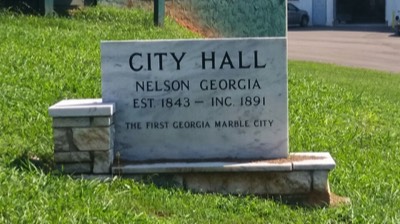 CITY HALL
NELSON GEORGIA
EST. 1843 — INC. 1891
THE FIRST GEORGIA MARBLE CITY